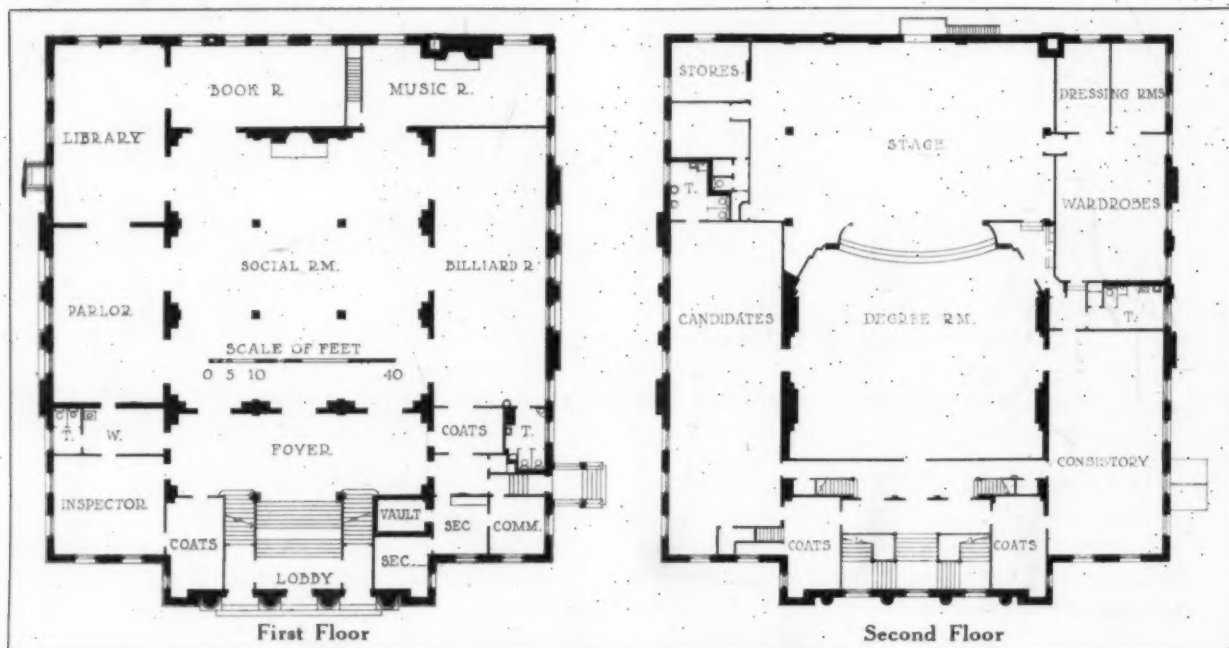 BOOK R
MUSIC R.
LIBRARY
SOCIAL RM.
BILLIARD R
PARLOR
SCALE OF FEET
0 5 10 40
COATS
T.
T.
W.
FOYER
INSPECTOR
VAULT
SEC
COMM.
COATS
SEC.
LOBBY
First Floor
STORES
DRESSING RMS
STAGE
T.
WARDROBES
CANDIDATES
DEGREE RM.
T.
CONSISTORY
COATS
COATS
Second Floor